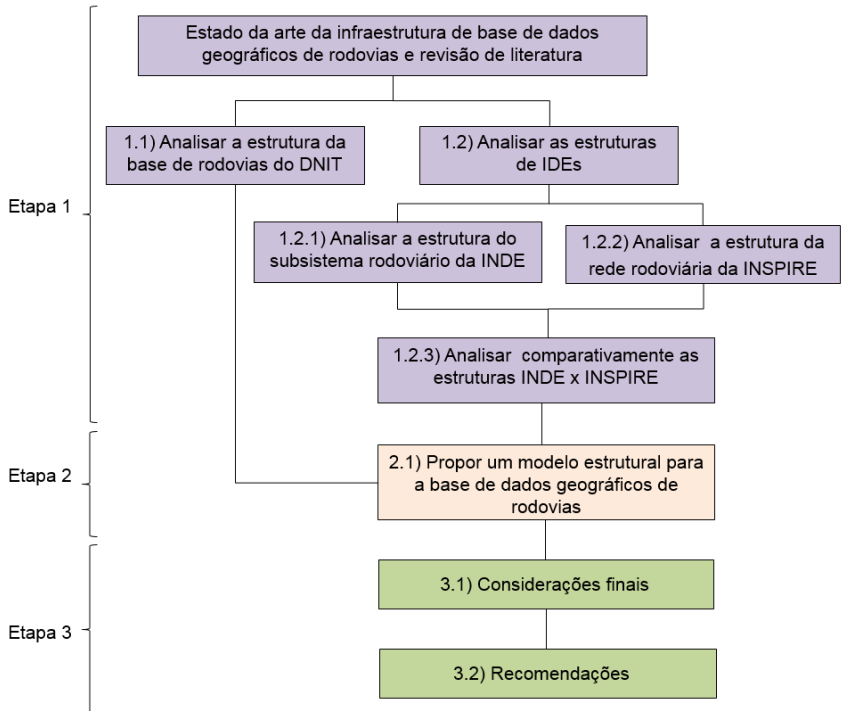 Estado da arte da infraestrutura de base de dados
geográficos de rodovias e revisão de literatura
1.1) Analisar a estrutura da
base de rodovias do DNIT
1.2) Analisar as estruturas
de IDEs
Etapa 1
1.2.1) Analisar a estrutura do
subsistema rodoviário da INDE
1.2.2) Analisar a estrutura da
rede rodoviária da INSPIRE
1.2.3) Analisar comparativamente as
estruturas INDE x INSPIRE
Etapa 2
2.1) Propor um modelo estrutural para
a base de dados geográficos de
rodovias
3.1) Considerações finais
Etapa 3
3.2) Recomendações